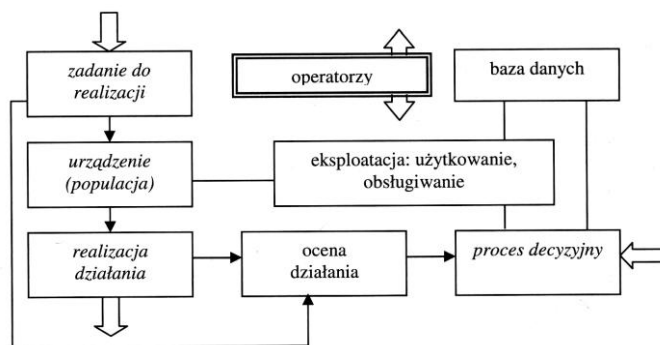 zadanie do
realizacji
operatorzy
baza danych
urządzenie
(populacja)
eksploatacja: użytkowanie,
obsługiwanie
realizacja
działania
ocena
działania
proces decyzyjny